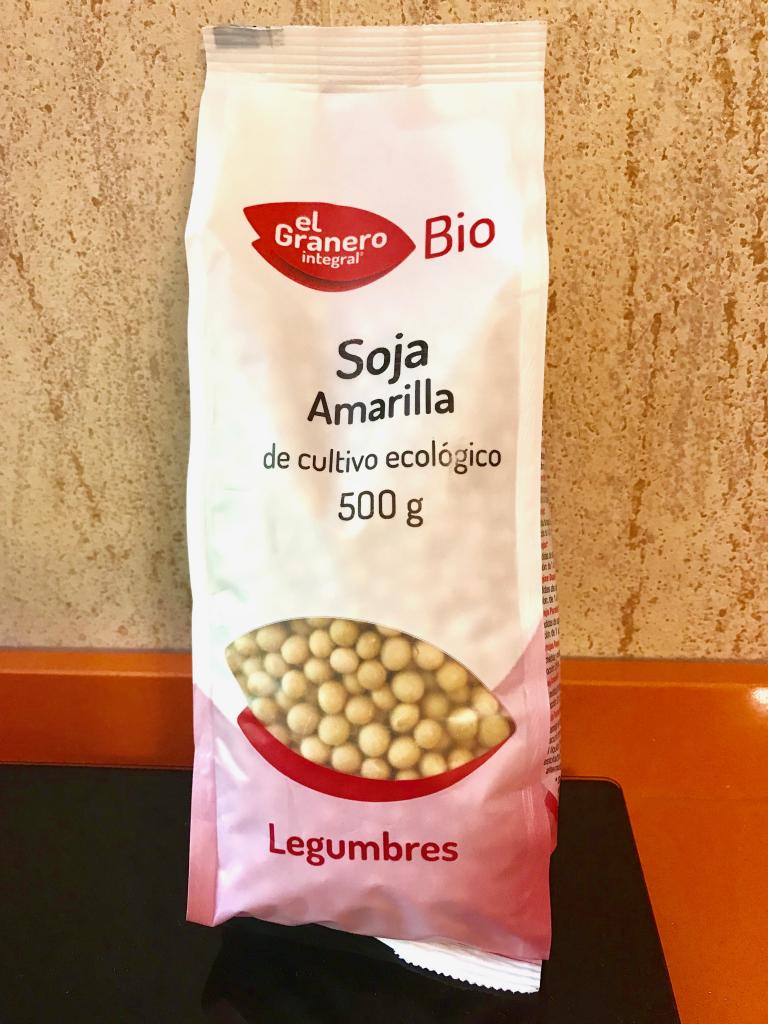 el
Granero
integral®
Bio
Soja
Amarilla
de cultivo ecológico
500 g
Legumbres